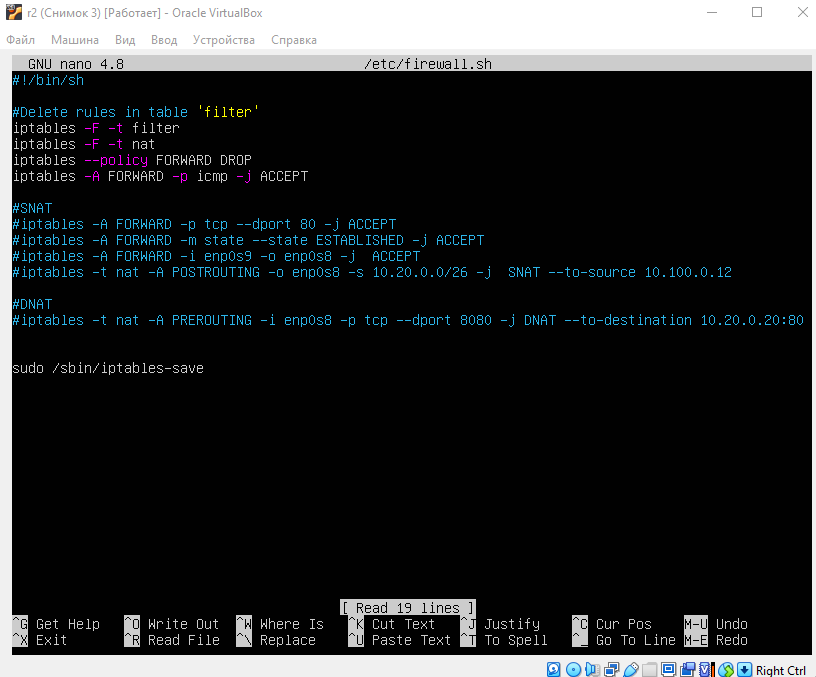 r2 (Снимок 3) [Работает] - Oracle VirtualBox
Файл Машина Вид Ввод Устройства Справка
GNU nano 4.8 /etc/firewall.sh
#!/bin/sh
#Delete rules in table 'filter'
iptables -F -t filter
iptables -F -t nat
iptables --policy FORWARD DROP
iptables -A FORWARD -p icmp -j ACCEPT
#SNAT
#iptables -A FORWARD -p tcp --dport 80 -j ACCEPT
#iptables -A FORWARD -m state --state ESTABLISHED -j ACCEPT
#iptables -A FORWARD -i enp0s9 -o enp0s8 -j  ACCEPT
#iptables -t nat -A POSTROUTING -o enp0s8 -s 10.20.0.0/26 -j  SNAT --to-source 10.100.0.12
#DNAT
#iptables -t nat -A PREROUTING -i enp0s8 -p tcp --dport 8080 -j DNAT --to-destination 10.20.0.20:80
sudo /sbin/iptables-save
[ Read 19 lines ]
^G Get Help ^O Write Out ^W Where Is ^K Cut Text ^J Justify ^C Cur Pos M-U Undo
^X Exit ^R Read File ^\ Replace ^U Paste Text ^T To Spell ^_ Go To Line M-E Redo
Right Ctrl